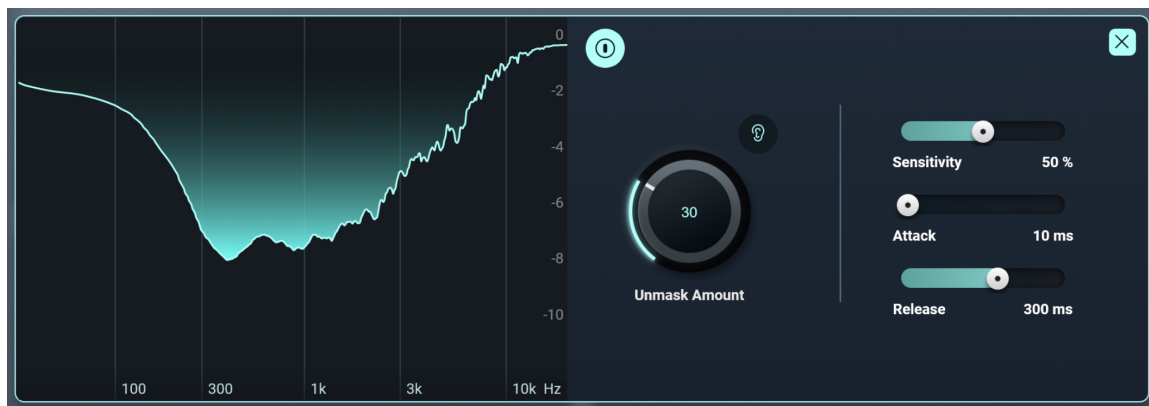 0
-2
-4
-6
-8
-10
100 300 1k 3k 10k Hz
30
Unmask Amount
Sensitivity 50 %
Attack 10 ms
Release 300 ms